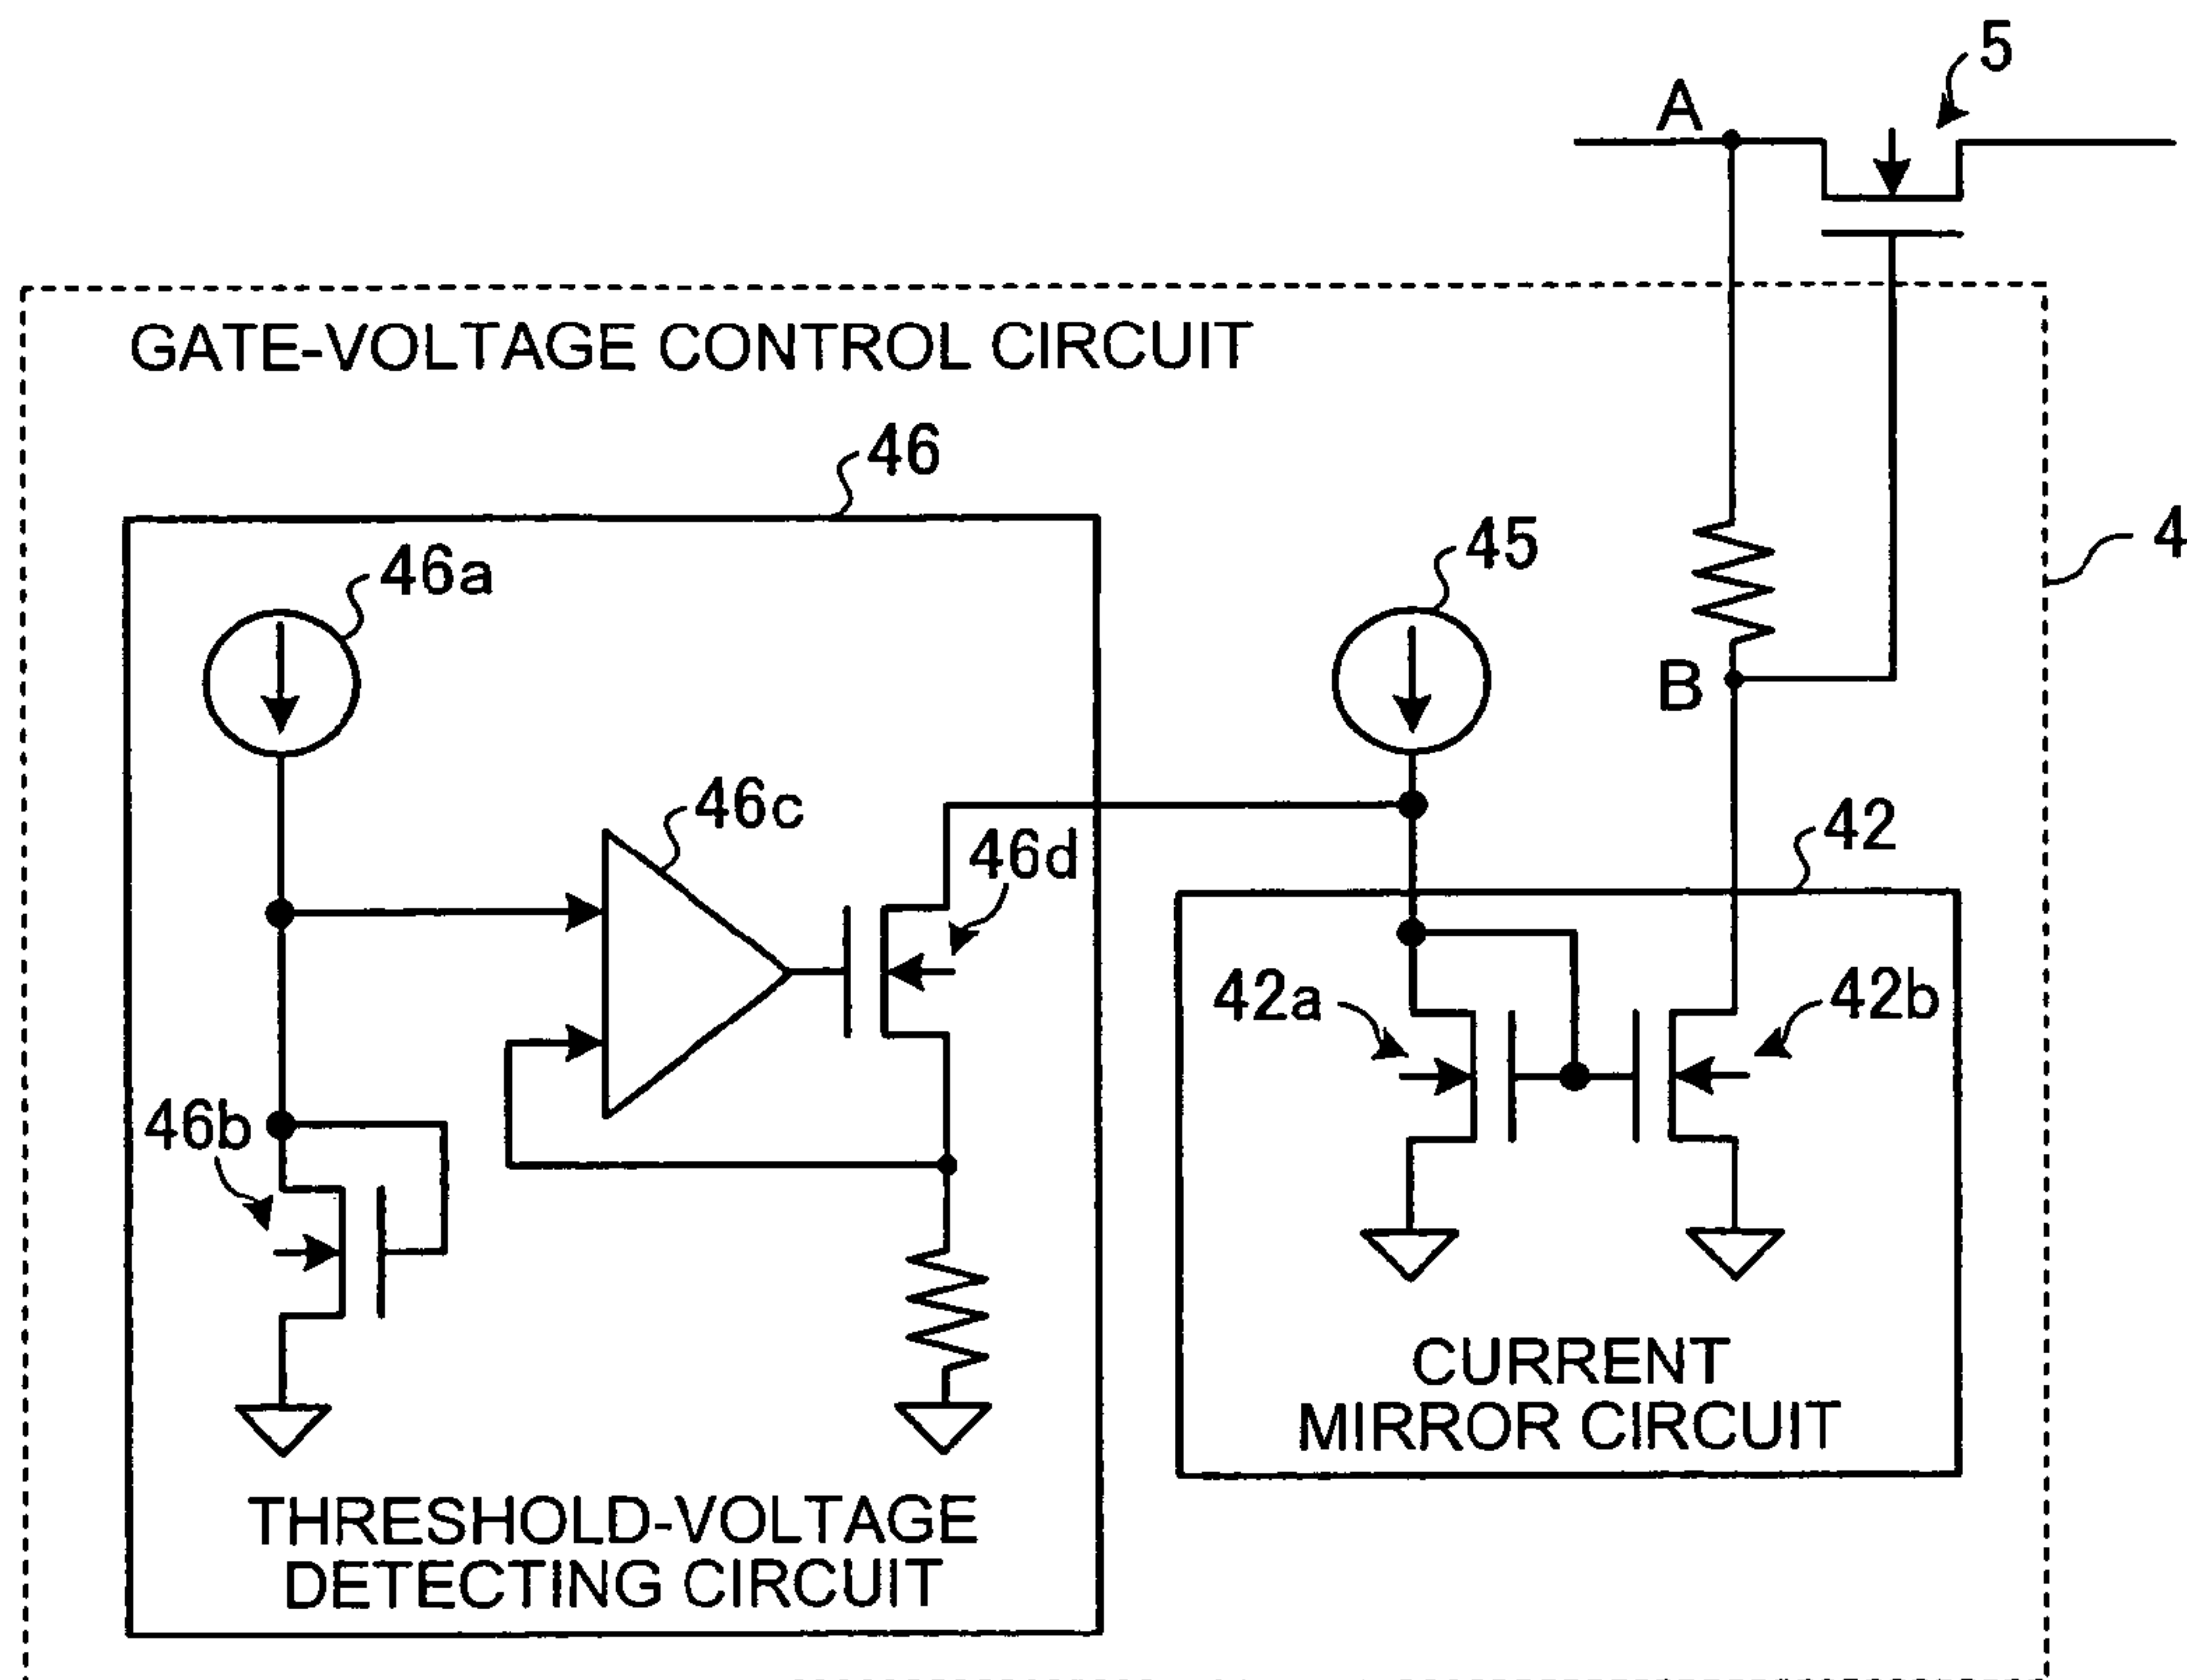 5
A
GATE-VOLTAGE CONTROL CIRCUIT
46
4
45
46a
B
46c
42
46d
42a
42b
46b
CURRENT
MIRROR CIRCUIT
THRESHOLD-VOLTAGE
DETECTING CIRCUIT